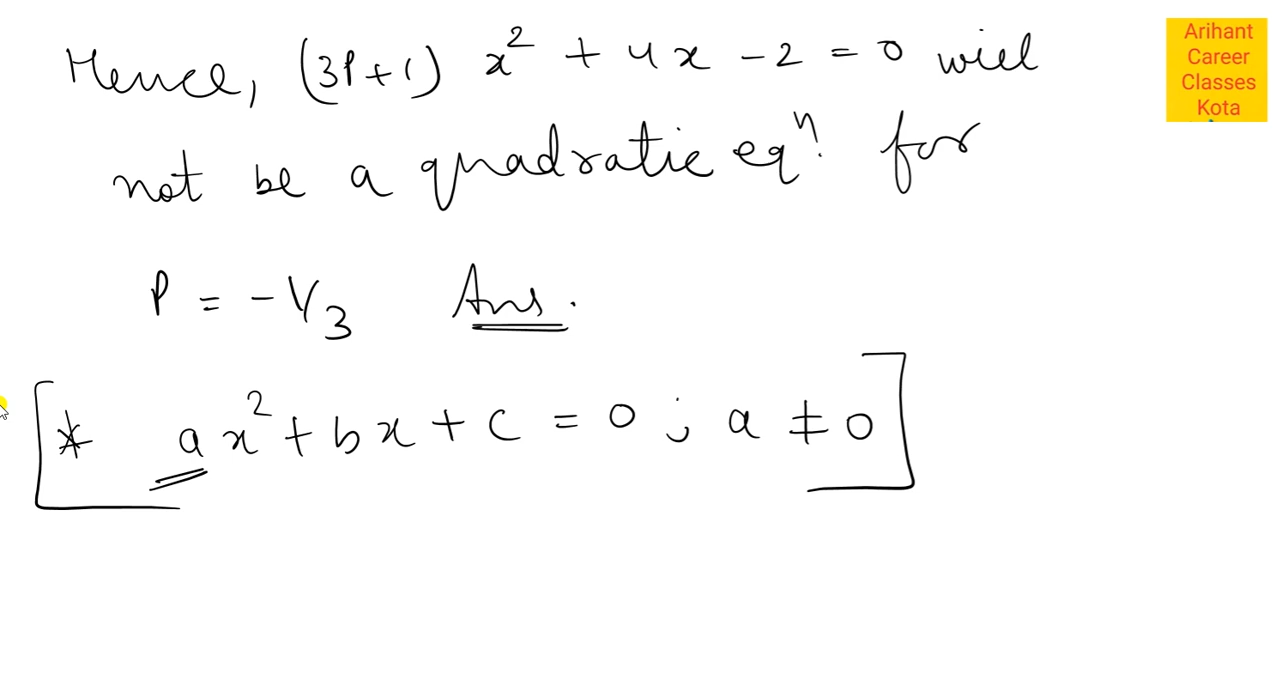 Hence, (3P+1) x² + 4x - 2 = 0 will
not be a quadratic eqⁿ. for
P = -1/3 Ans.
* ax² + bx + c = 0 ; a ≠ 0
Arihant
Career
Classes
Kota